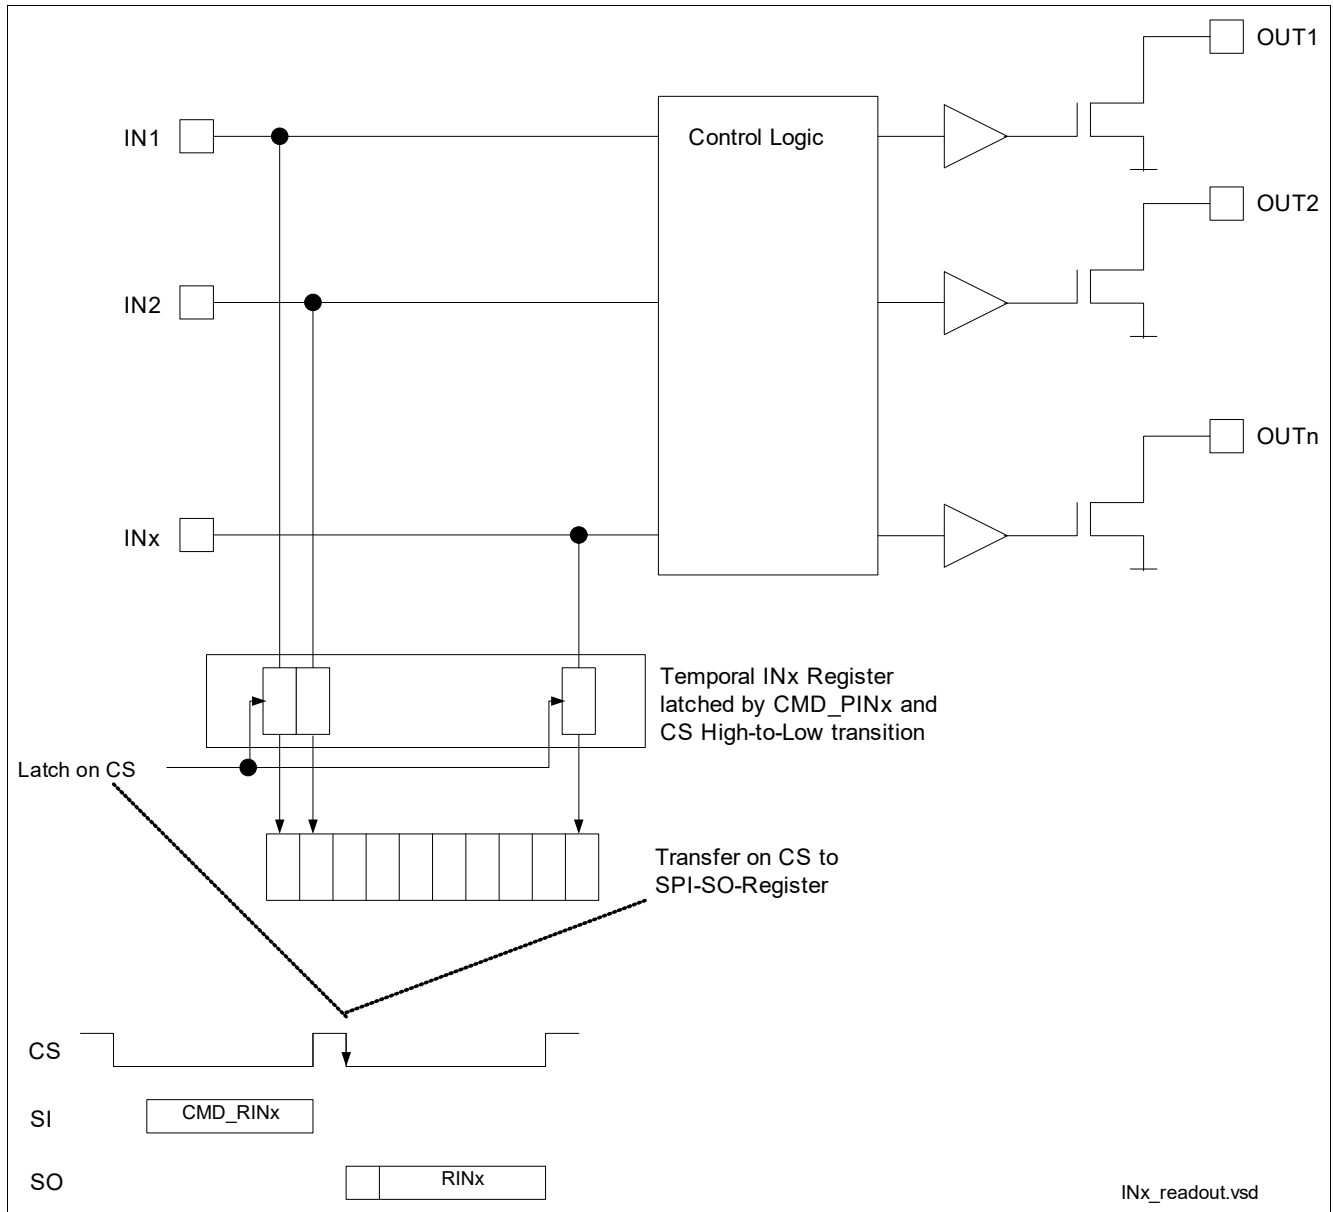 OUT1
IN1
Control Logic
OUT2
IN2
OUTn
INx
Temporal INx Register
latched by CMD_PINx and
CS High-to-Low transition
Latch on CS
Transfer on CS to
SPI-SO-Register
CS
SI
CMD_RINx
SO
RINx
INx_readout.vsd